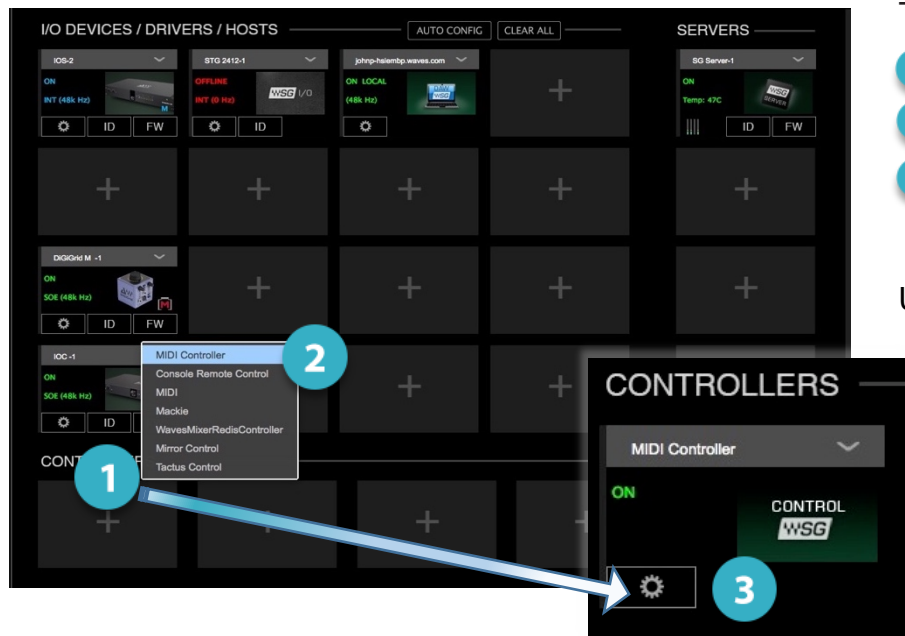 I/O DEVICES / DRIVERS / HOSTS
AUTO CONFIG
CLEAR ALL
SERVERS
IOS-2
ON
INT (48k Hz)
M
ID
FW
STG 2412-1
OFFLINE
INT (0 Hz)
WSG I/O
ID
johnp-hslembp.waves.com
ON LOCAL
(48k Hz)
WSG
SG Server-1
ON
Temp: 47C
WSG
SERVER
ID
FW
DiGiGrid M -1
ON
SOE (48k Hz)
[M]
ID
FW
IOC -1
ON
SOE (48k Hz)
ID
MIDI Controller
Console Remote Control
MIDI
Mackie
WavesMixerRedisController
Mirror Control
Tactus Control
2
CONT
1
CONTROLLERS
MIDI Controller
ON
CONTROL
WSG
3